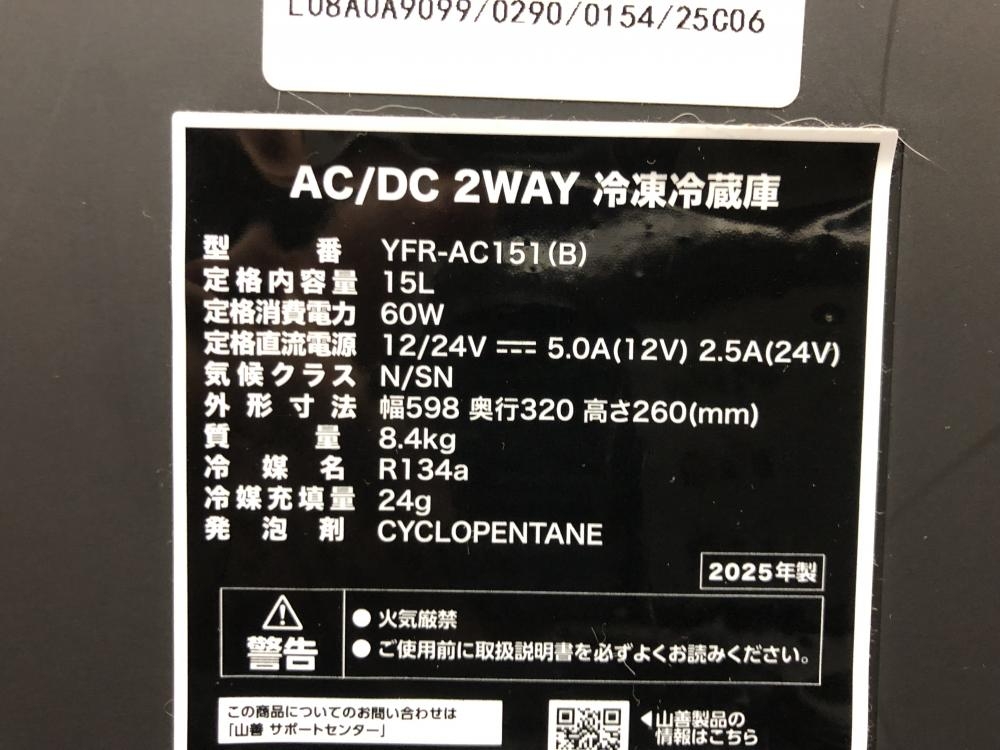 L08A0A9099/0290/0154/25C06
AC/DC 2WAY 冷凍冷蔵庫
型番 YFR-AC151(B)
定格内容量 15L
定格消費電力 60W
定格直流電源 12/24V ⎓ 5.0A(12V) 2.5A(24V)
気候クラス N/SN
外形寸法 幅598 奥行320 高さ260(mm)
質量 8.4kg
冷媒名 R134a
冷媒充填量 24g
発泡剤 CYCLOPENTANE
2025年製
警告
●火気厳禁
●ご使用前に取扱説明書を必ずよくお読みください。
この商品についてのお問い合わせは
「山善 サポートセンター」
◀山善製品の
情報はこちら